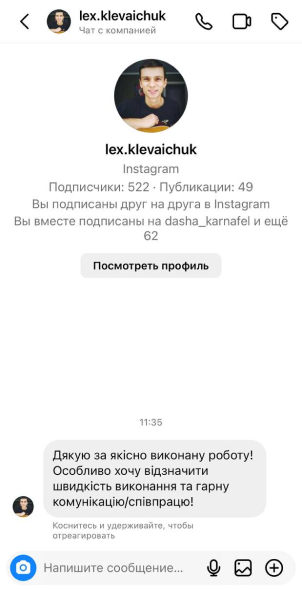 lex.klevaichuk
Чат с компанией
lex.klevaichuk
Instagram
Подписчики: 522 · Публикации: 49
Вы подписаны друг на друга в Instagram
Вы вместе подписаны на dasha_karnafel и ещё
62
Посмотреть профиль
11:35
Дякую за якісно виконану роботу!
Особливо хочу відзначити
швидкість виконання та гарну
комунікацію/співпрацю!
Коснитесь и удерживайте, чтобы
отреагировать
Напишите сообщение...